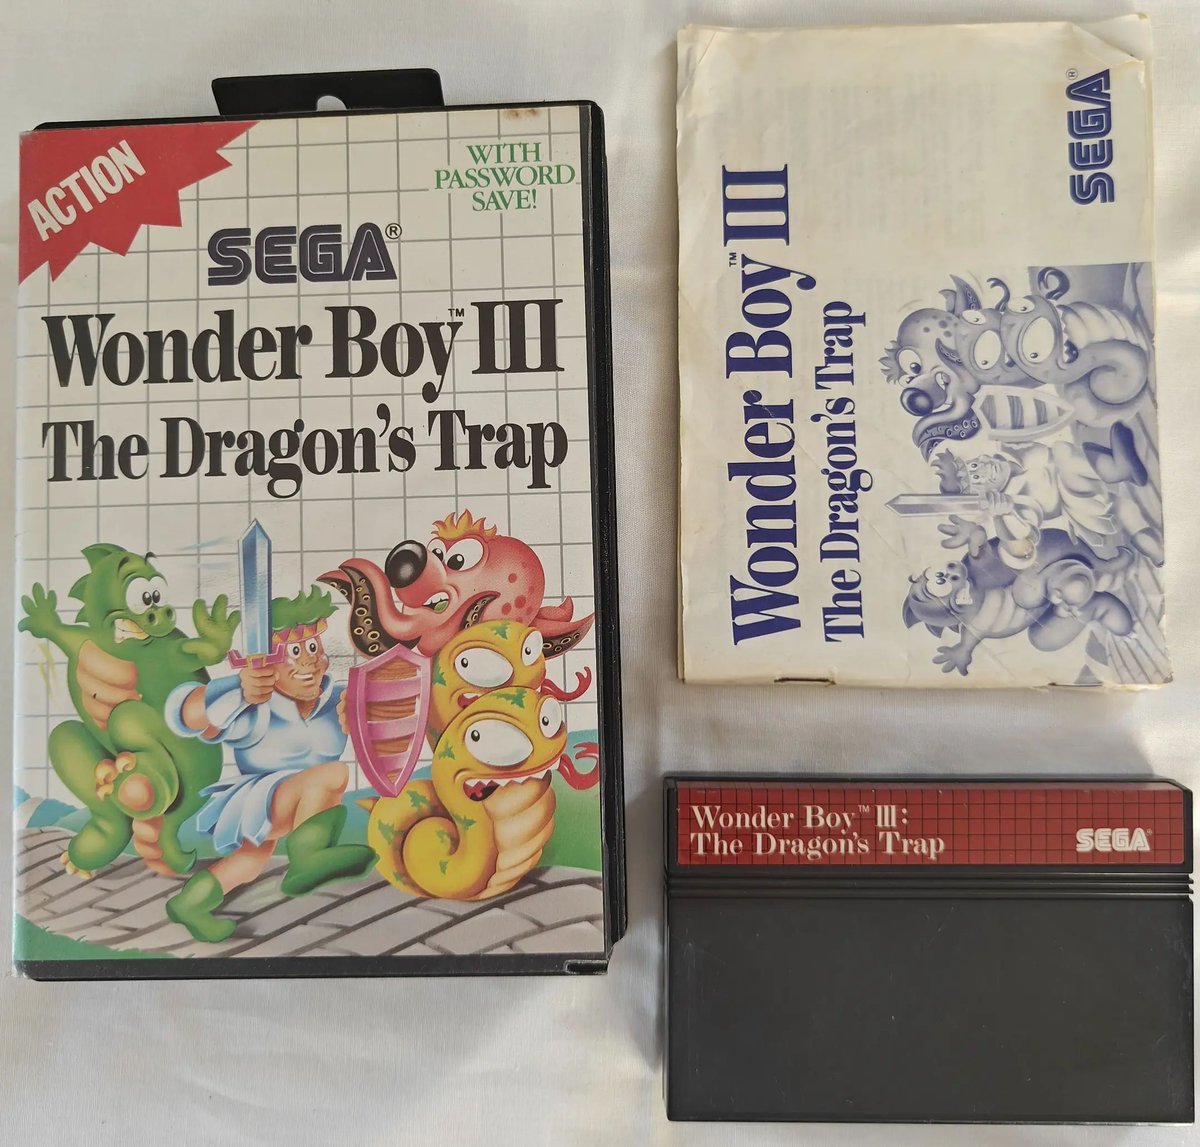 ACTION
WITH
PASSWORD
SAVE!
SEGA®
Wonder Boy™ III
The Dragon's Trap
SEGA®
Wonder Boy™ III
The Dragon's Trap
Wonder Boy™ III:
The Dragon's Trap
SEGA®